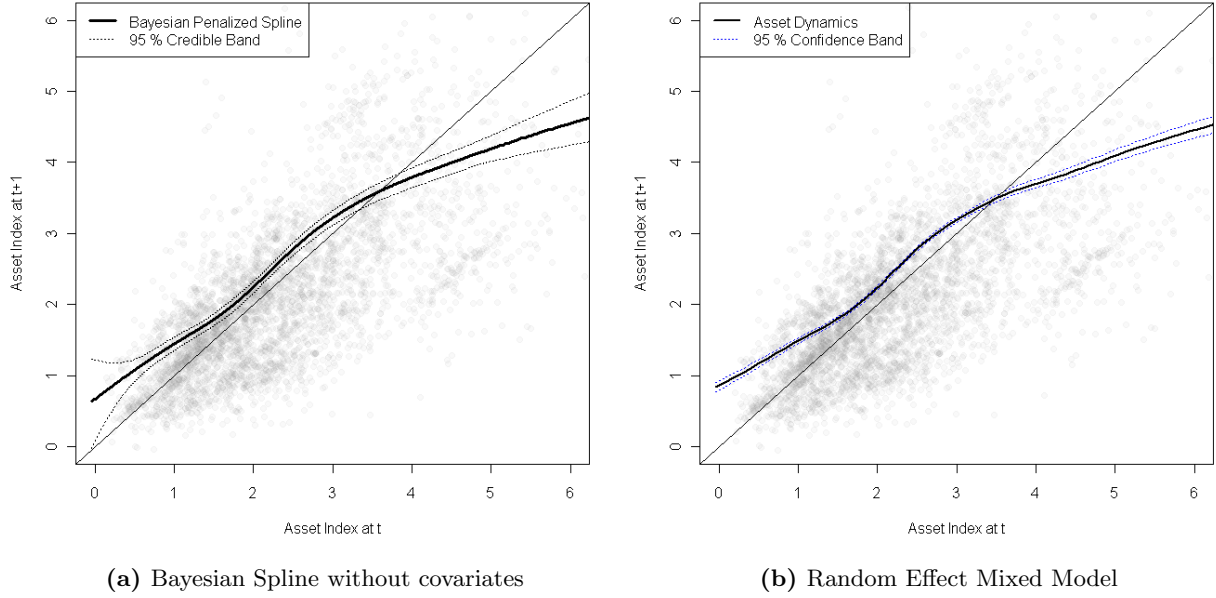 Bayesian Penalized Spline
95 % Credible Band
Asset Index at t+1
0 1 2 3 4 5 6
0 1 2 3 4 5 6
Asset Index at t
(a) Bayesian Spline without covariates
Asset Dynamics
95 % Confidence Band
Asset Index at t+1
0 1 2 3 4 5 6
0 1 2 3 4 5 6
Asset Index at t
(b) Random Effect Mixed Model